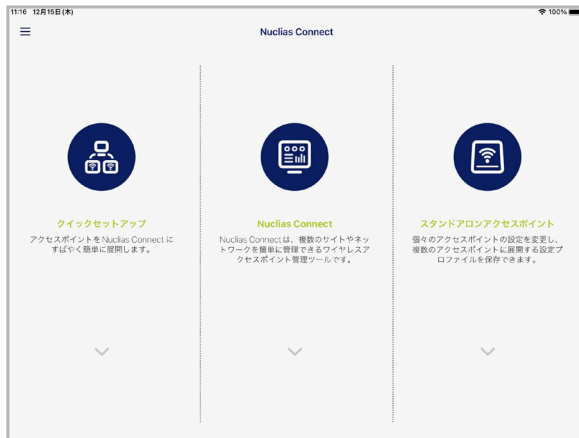 11:16 12月15日(木)
100%
Nuclias Connect
クイックセットアップ
アクセスポイントをNuclias Connect に
すばやく簡単に展開します。
Nuclias Connect
Nuclias Connectは、複数のサイトやネッ
トワークを簡単に管理できるワイヤレスア
クセスポイント管理ツールです。
スタンドアロンアクセスポイント
個々のアクセスポイントの設定を変更し、
複数のアクセスポイントに展開する設定プ
ロファイルを保存できます。